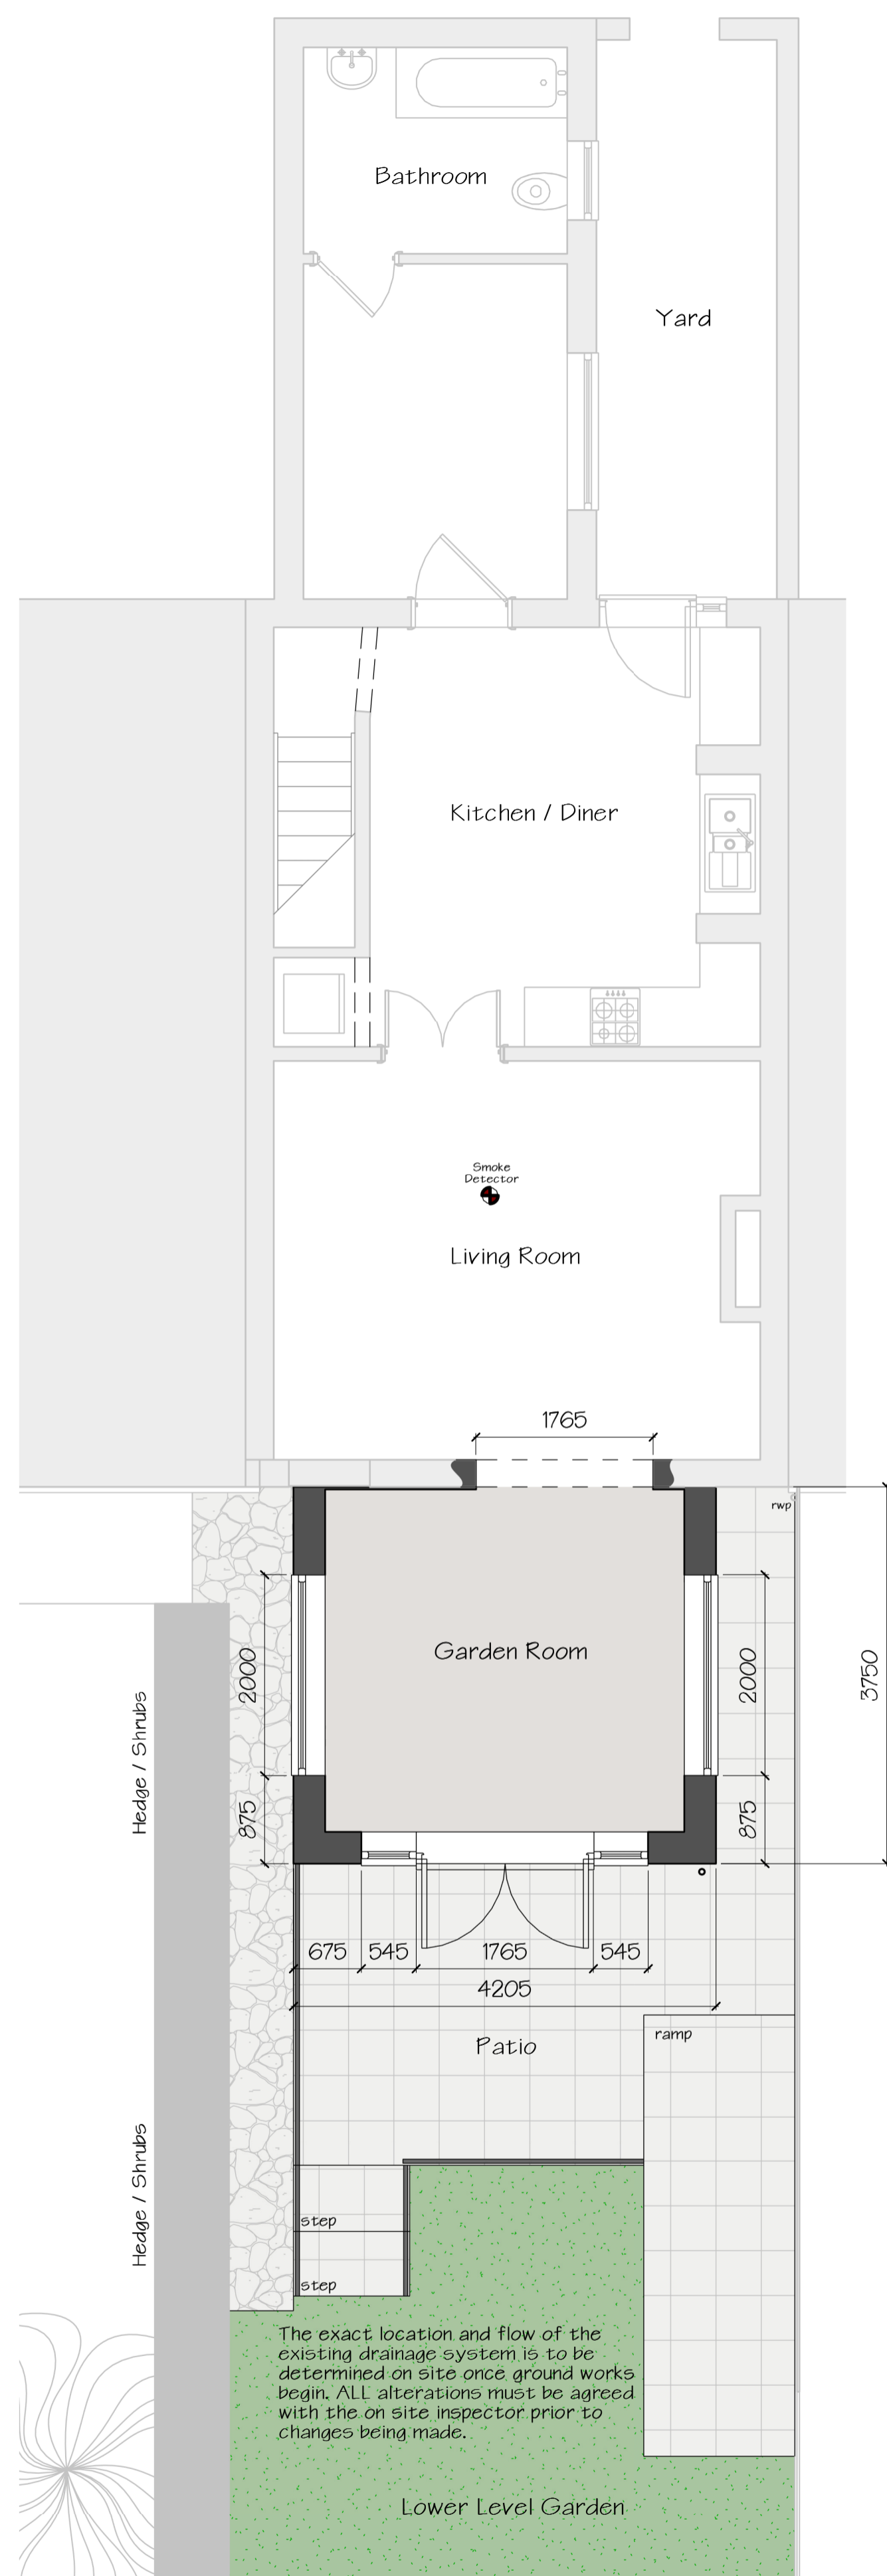 Bathroom
Yard
Kitchen / Diner
Smoke
Detector
Living Room
1765
rwp
Garden Room
2000
2000
3750
Hedge / Shrubs
875
875
675
545
1765
545
4205
ramp
Patio
Hedge / Shrubs
step
step
The exact location and flow of the
existing drainage system is to be
determined on site once ground works
begin. ALL alterations must be agreed
with the on site inspector prior to
changes being made.
Lower Level Garden